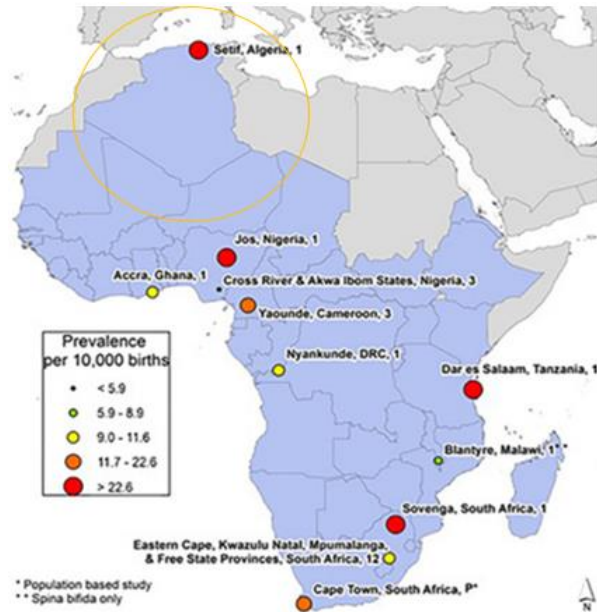 Setif, Algeria, 1
Jos, Nigeria, 1
Accra, Ghana, 1
Cross River & Akwa Ibom States, Nigeria, 3
Yaounde, Cameroon, 3
Nyankunde, DRC, 1
Dar es Salaam, Tanzania, 1
Blantyre, Malawi, 1**
Sovenga, South Africa, 1
Eastern Cape, Kwazulu Natal, Mpumalanga,
& Free State Provinces, South Africa, 12
Cape Town, South Africa, P*
Prevalence
per 10,000 births
< 5.9
5.9 - 8.9
9.0 - 11.6
11.7 - 22.6
> 22.6
* Population based study
* * Spina bifida only
N